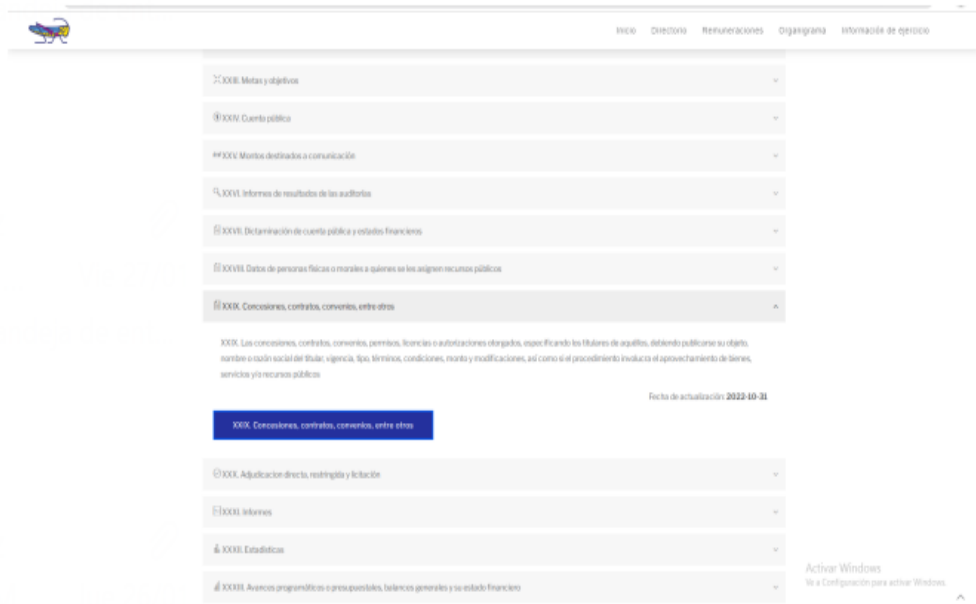 Inicio Directorio Remuneraciones Organigrama Información de ejercicio
XXIII. Metas y objetivos
XXIV. Cuenta pública
XXV. Montos destinados a comunicación
XXVI. Informes de resultados de las auditorías
XXVII. Dictaminación de cuenta pública y estados financieros
XXVIII. Datos de personas físicas o morales a quienes se les asignen recursos públicos
XXIX. Concesiones, contratos, convenios, entre otros
XXIX. Las concesiones, contratos, convenios, permisos, licencias o autorizaciones otorgados, especificando los titulares de aquéllos, debiendo publicarse su objeto,
nombre o razón social del titular, vigencia, tipo, términos, condiciones, monto y modificaciones, así como si el procedimiento involucra el aprovechamiento de bienes,
servicios y/o recursos públicos
Fecha de actualización: 2022-10-31
XXIX. Concesiones, contratos, convenios, entre otros
XXX. Adjudicacion directa, restringida y licitación
XXXI. Informes
XXXII. Estadísticas
XXXIII. Avances programáticos o presupuestales, balances generales y su estado financiero
Activar Windows
Ve a Configuración para activar Windows.